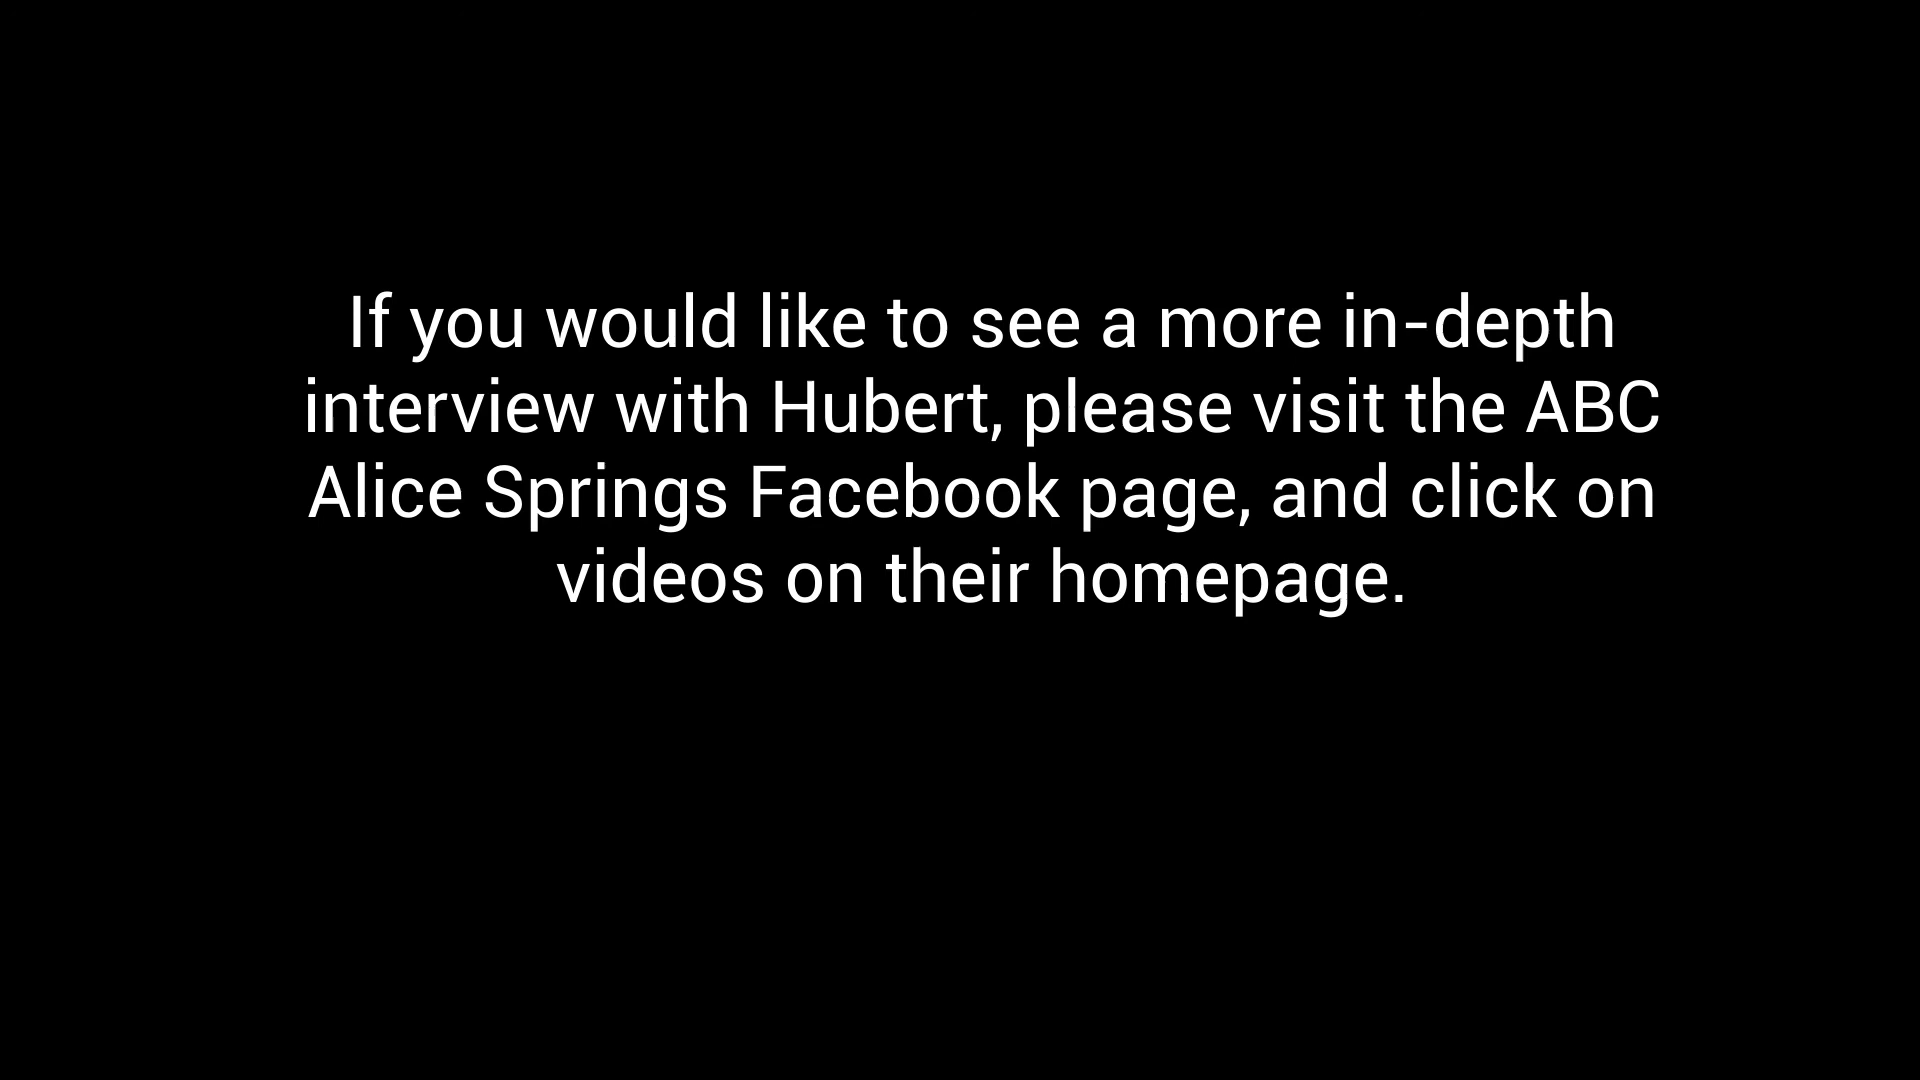 If you would like to see a more in-depth
interview with Hubert, please visit the ABC
Alice Springs Facebook page, and click on
videos on their homepage.